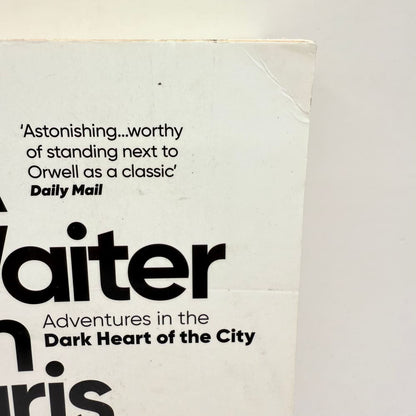 'Astonishing...worthy
of standing next to
Orwell as a classic'
Daily Mail
aiter
Adventures in the
Dark Heart of the City
aris